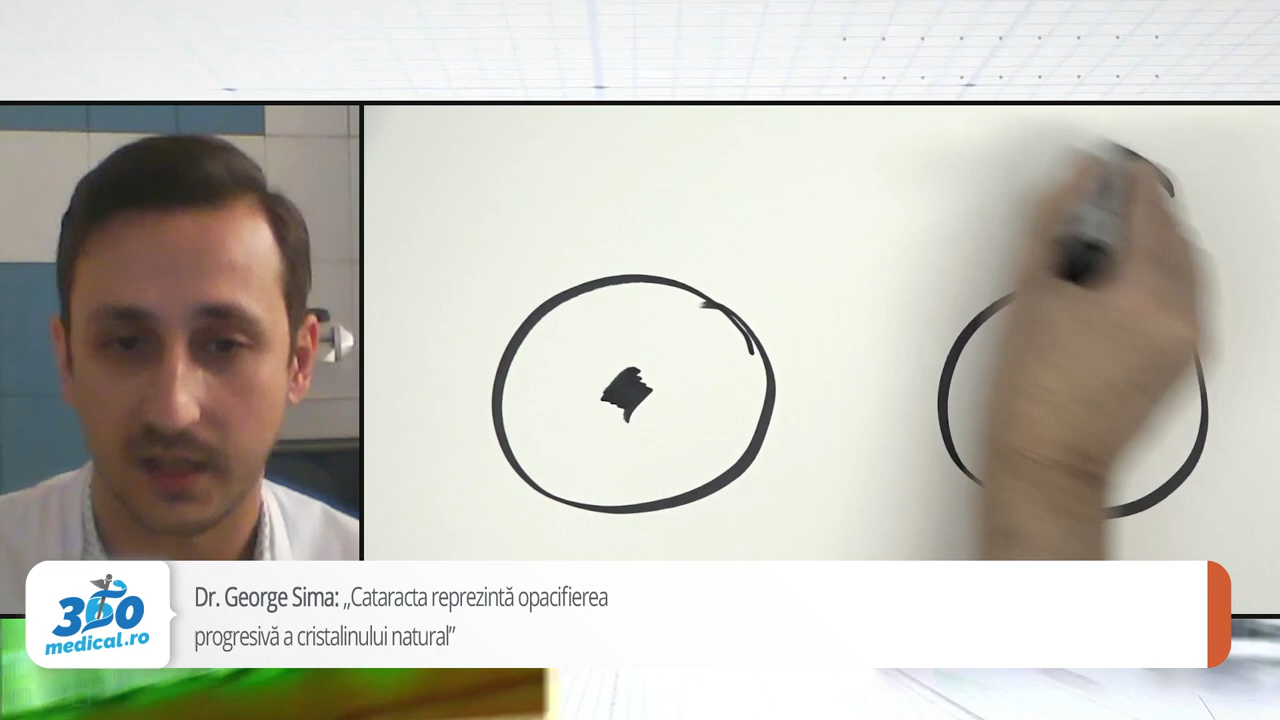 360
medical.ro
Dr. George Sima: „Cataracta reprezintă opacifierea
progresivă a cristalinului natural”